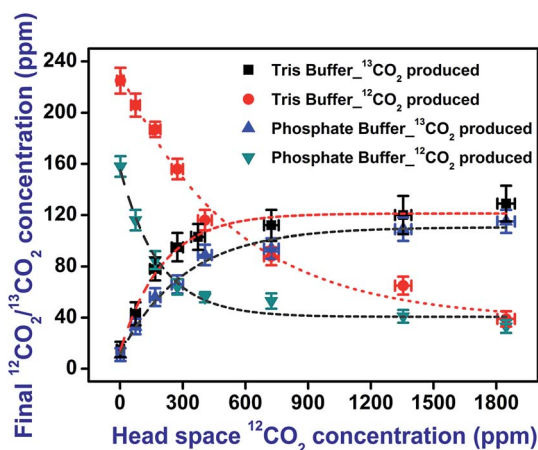 Final ¹²CO₂/¹³CO₂ concentration (ppm)
240
200
160
120
80
40
0
Tris Buffer_¹³CO₂ produced
Tris Buffer_¹²CO₂ produced
Phosphate Buffer_¹³CO₂ produced
Phosphate Buffer_¹²CO₂ produced
0 300 600 900 1200 1500 1800
Head space ¹²CO₂ concentration (ppm)